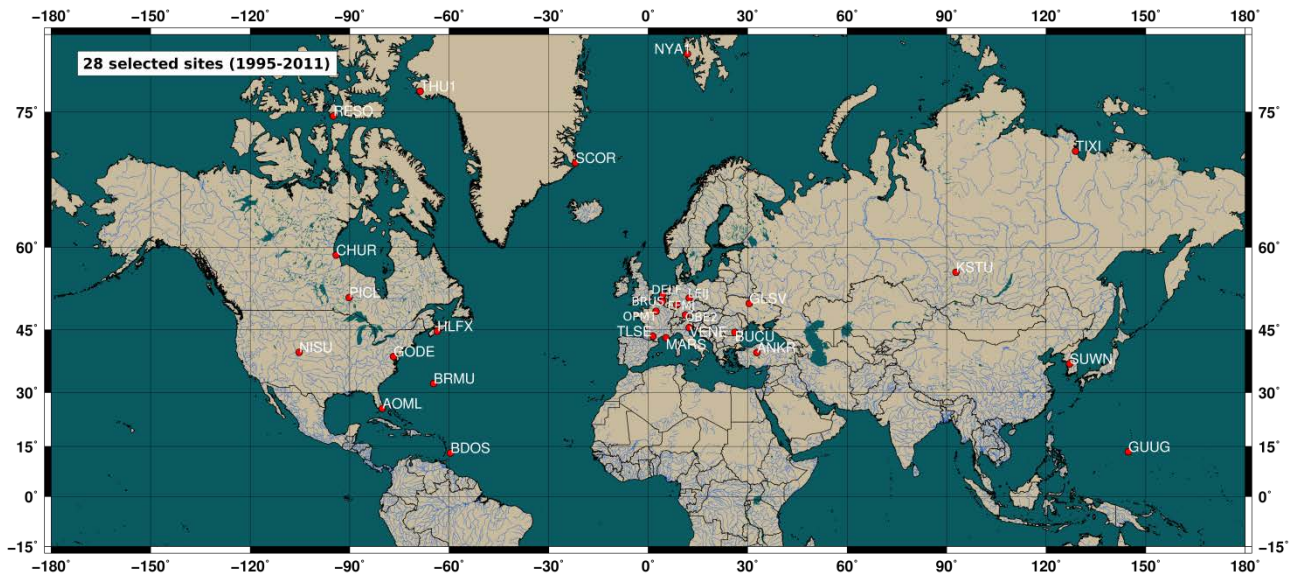 −180° −150° −120° −90° −60° −30° 0° 30° 60° 90° 120° 150° 180°
28 selected sites (1995-2011)
NYA1
THU1
75° RESO 75°
TIXI
SCOR
60° 60°
CHUR
KSTU
PICL
DELF LEIJ
BRUS
GLSV
OPMT OBE2
45° HLFX TLSE VENE BUCU 45°
MARS
NISU GODE ANKR
SUWN
BRMU
30° 30°
AOML
15° BDOS GUUG 15°
0° 0°
−15° −15°
−180° −150° −120° −90° −60° −30° 0° 30° 60° 90° 120° 150° 180°